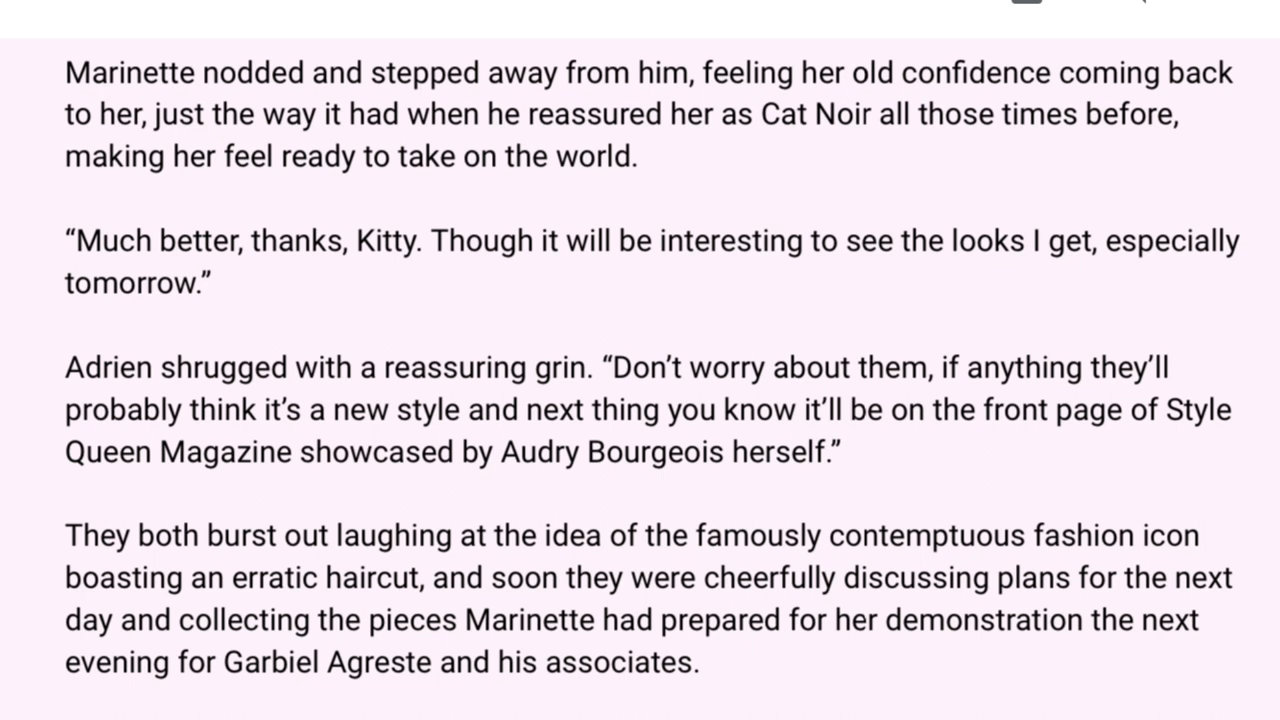 Marinette nodded and stepped away from him, feeling her old confidence coming back
to her, just the way it had when he reassured her as Cat Noir all those times before,
making her feel ready to take on the world.
“Much better, thanks, Kitty. Though it will be interesting to see the looks I get, especially
tomorrow.”
Adrien shrugged with a reassuring grin. “Don’t worry about them, if anything they’ll
probably think it’s a new style and next thing you know it’ll be on the front page of Style
Queen Magazine showcased by Audry Bourgeois herself.”
They both burst out laughing at the idea of the famously contemptuous fashion icon
boasting an erratic haircut, and soon they were cheerfully discussing plans for the next
day and collecting the pieces Marinette had prepared for her demonstration the next
evening for Garbiel Agreste and his associates.